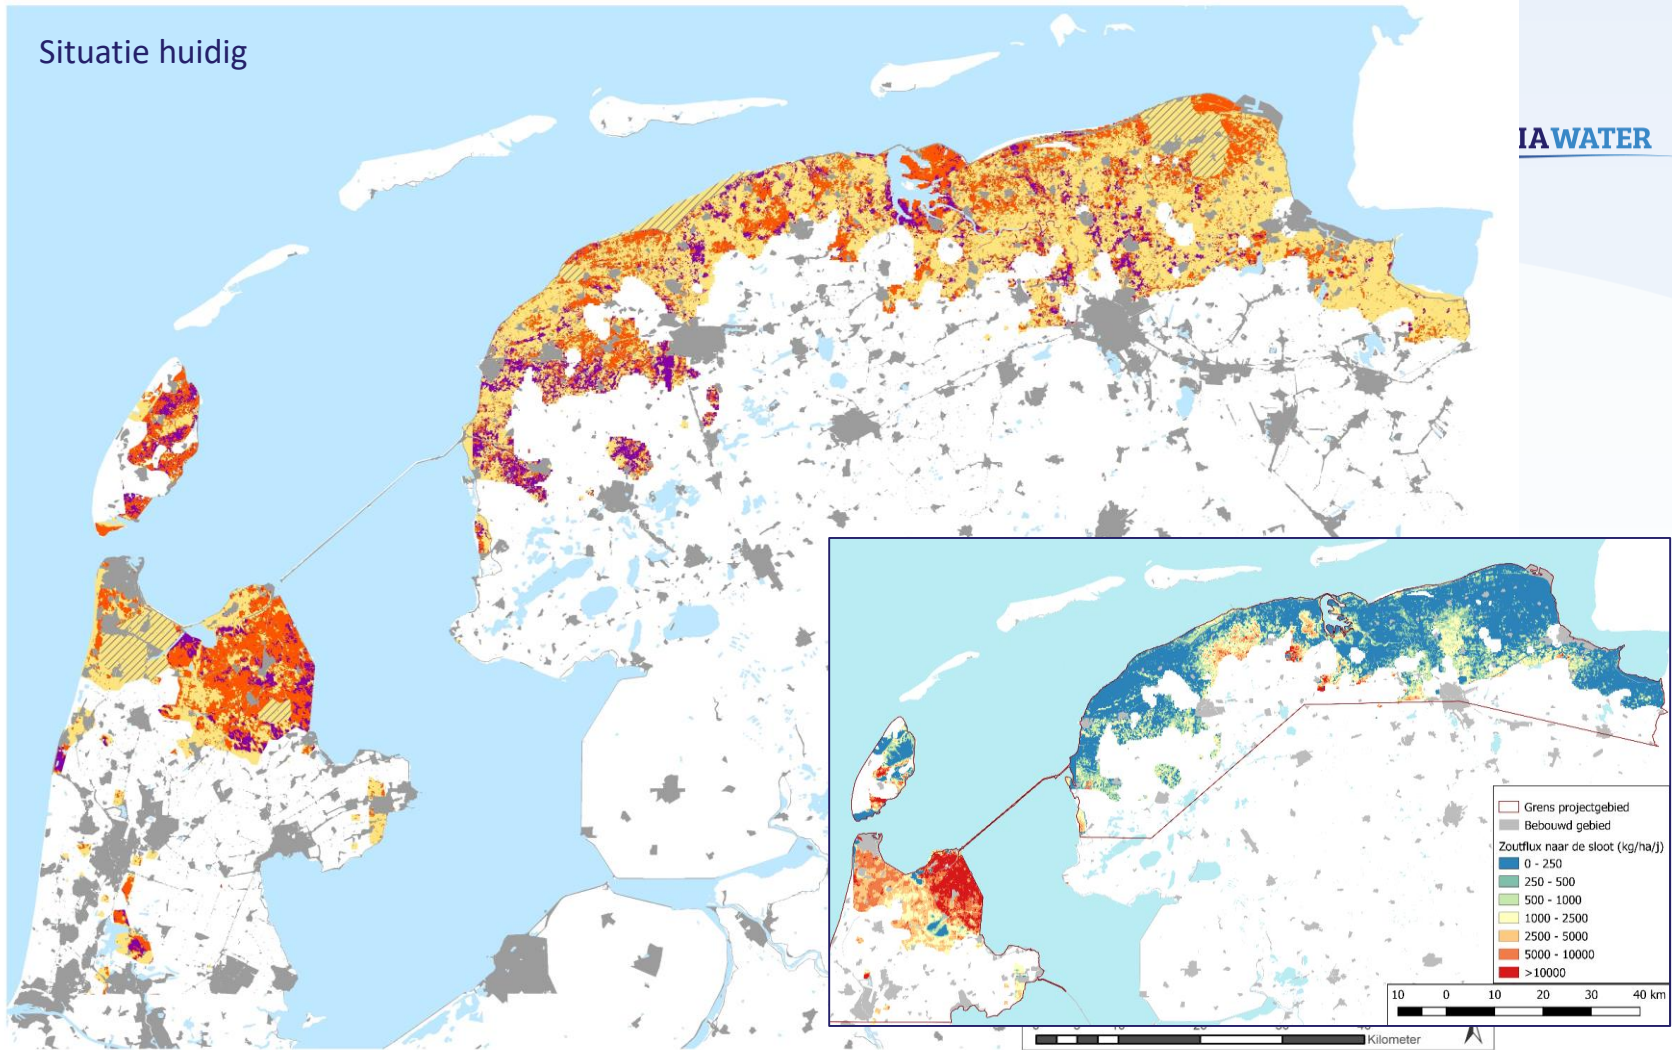 Situatie huidig
IAWATER
Grens projectgebied
Bebouwd gebied
Zoutflux naar de sloot (kg/ha/j)
0 - 250
250 - 500
500 - 1000
1000 - 2500
2500 - 5000
5000 - 10000
>10000
10 0 10 20 30 40 km
Kilometer